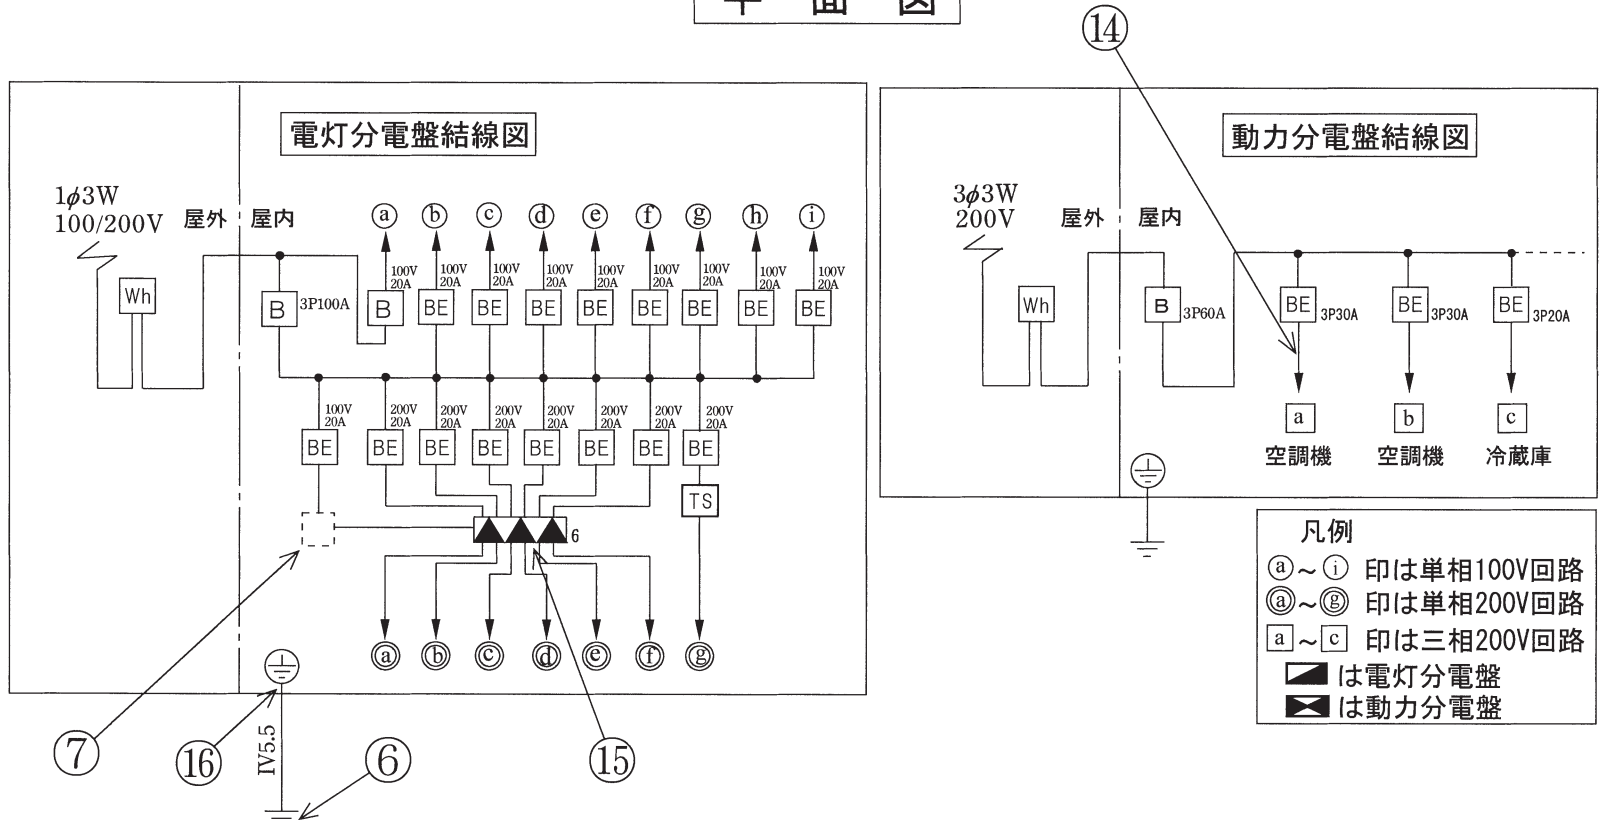 平面図
⑭
電灯分電盤結線図
1φ3W
100/200V
屋外
屋内
ⓐ ⓑ ⓒ ⓓ ⓔ ⓕ ⓖ ⓗ ⓘ
100V 100V 100V 100V 100V 100V 100V 100V 100V
20A 20A 20A 20A 20A 20A 20A 20A 20A
Wh
B
3P100A
B BE BE BE BE BE BE BE BE
100V 200V 200V 200V 200V 200V 200V 200V
20A 20A 20A 20A 20A 20A 20A 20A
BE BE BE BE BE BE BE BE
TS
6
a b c d e f g
⑦
⑯
IV5.5
⑥
⑮
動力分電盤結線図
3φ3W
200V
屋外
屋内
Wh
B
3P60A
BE
3P30A
BE
3P30A
BE
3P20A
a b c
空調機 空調機 冷蔵庫
凡例
ⓐ~ⓘ 印は単相100V回路
a~g 印は単相200V回路
a~c 印は三相200V回路
は電灯分電盤
は動力分電盤